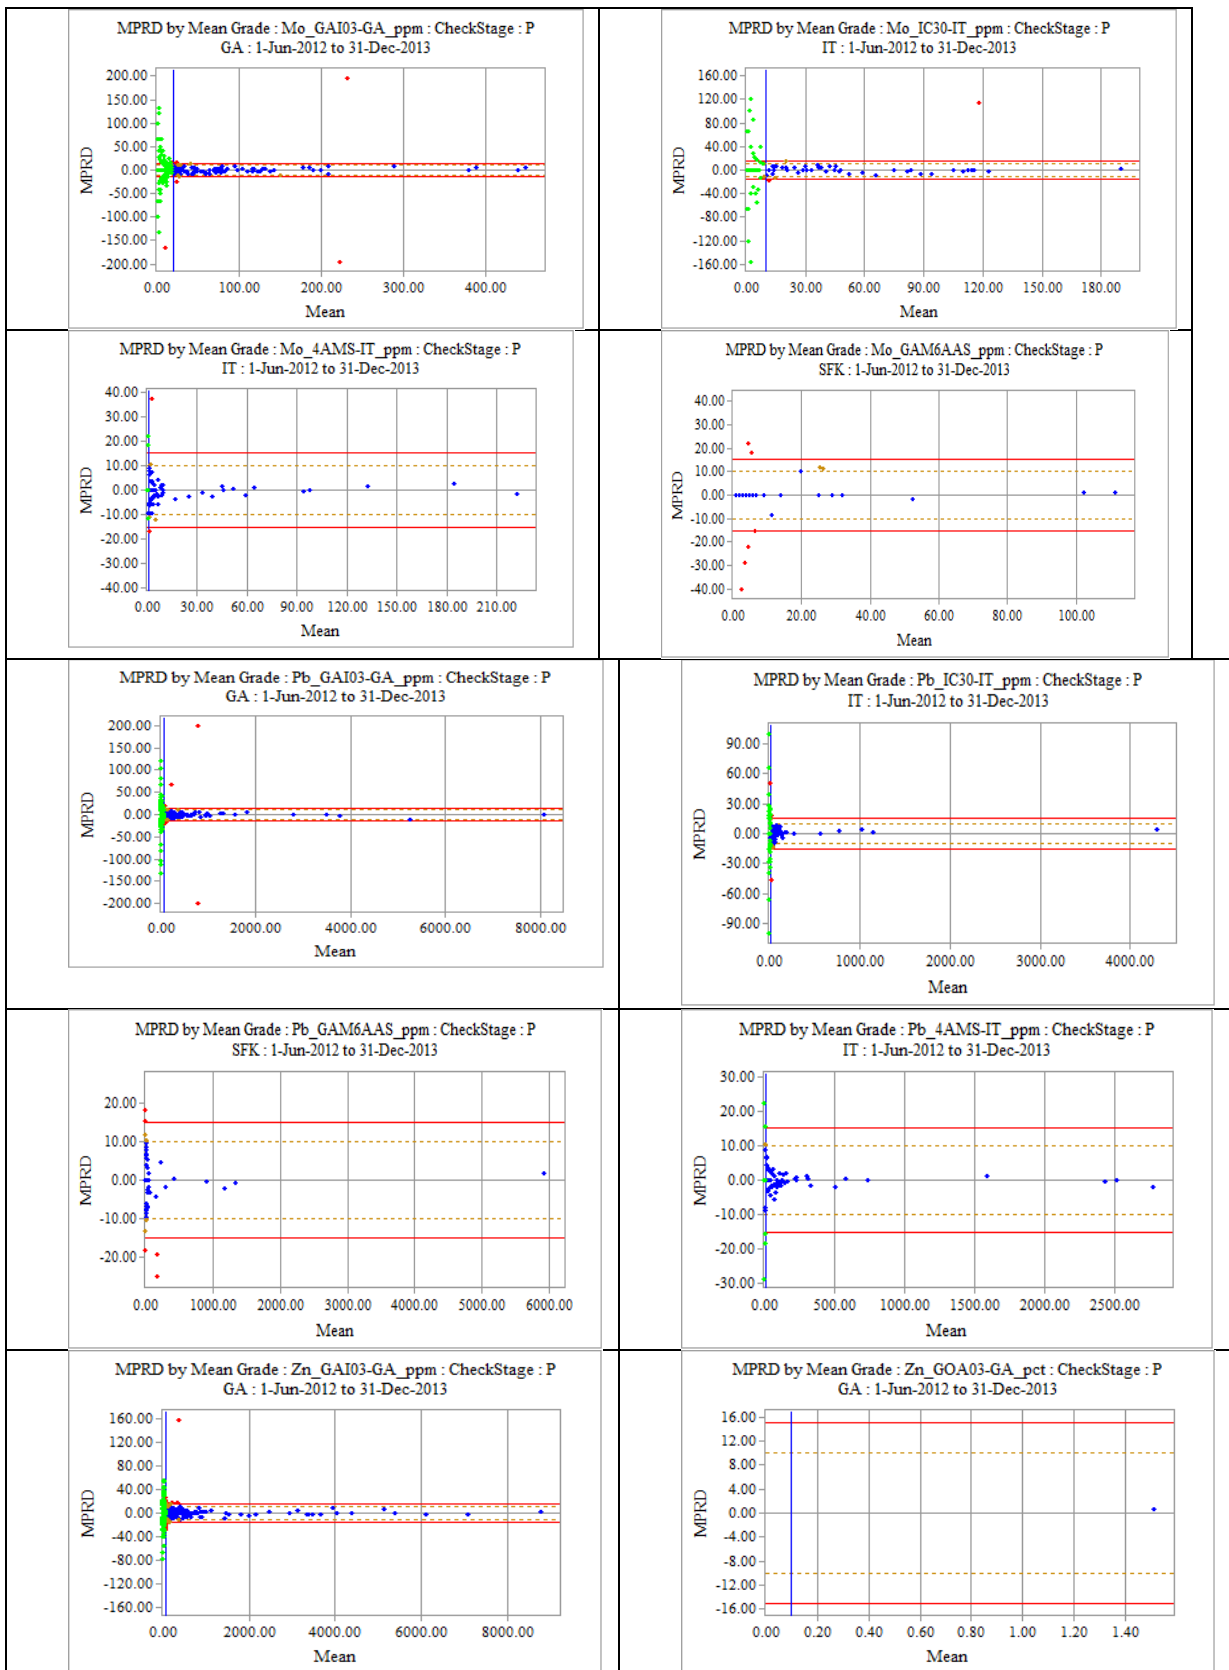 MPRD by Mean Grade : Mo_GAI03-GA_ppm : CheckStage : P
GA : 1-Jun-2012 to 31-Dec-2013
200.00
150.00
100.00
50.00
0.00
-50.00
-100.00
-150.00
-200.00
MPRD
0.00 100.00 200.00 300.00 400.00
Mean
MPRD by Mean Grade : Mo_IC30-IT_ppm : CheckStage : P
IT : 1-Jun-2012 to 31-Dec-2013
160.00
120.00
80.00
40.00
0.00
-40.00
-80.00
-120.00
-160.00
MPRD
0.00 30.00 60.00 90.00 120.00 150.00 180.00
Mean
MPRD by Mean Grade : Mo_4AMS-IT_ppm : CheckStage : P
IT : 1-Jun-2012 to 31-Dec-2013
40.00
30.00
20.00
10.00
0.00
-10.00
-20.00
-30.00
-40.00
MPRD
0.00 30.00 60.00 90.00 120.00 150.00 180.00 210.00
Mean
MPRD by Mean Grade : Mo_GAM6AAS_ppm : CheckStage : P
SFK : 1-Jun-2012 to 31-Dec-2013
40.00
30.00
20.00
10.00
0.00
-10.00
-20.00
-30.00
-40.00
MPRD
0.00 20.00 40.00 60.00 80.00 100.00
Mean
MPRD by Mean Grade : Pb_GAI03-GA_ppm : CheckStage : P
GA : 1-Jun-2012 to 31-Dec-2013
200.00
150.00
100.00
50.00
0.00
-50.00
-100.00
-150.00
-200.00
MPRD
0.00 2000.00 4000.00 6000.00 8000.00
Mean
MPRD by Mean Grade : Pb_IC30-IT_ppm : CheckStage : P
IT : 1-Jun-2012 to 31-Dec-2013
90.00
60.00
30.00
0.00
-30.00
-60.00
-90.00
MPRD
0.00 1000.00 2000.00 3000.00 4000.00
Mean
MPRD by Mean Grade : Pb_GAM6AAS_ppm : CheckStage : P
SFK : 1-Jun-2012 to 31-Dec-2013
20.00
10.00
0.00
-10.00
-20.00
MPRD
0.00 1000.00 2000.00 3000.00 4000.00 5000.00 6000.00
Mean
MPRD by Mean Grade : Pb_4AMS-IT_ppm : CheckStage : P
IT : 1-Jun-2012 to 31-Dec-2013
30.00
20.00
10.00
0.00
-10.00
-20.00
-30.00
MPRD
0.00 500.00 1000.00 1500.00 2000.00 2500.00
Mean
MPRD by Mean Grade : Zn_GAI03-GA_ppm : CheckStage : P
GA : 1-Jun-2012 to 31-Dec-2013
160.00
120.00
80.00
40.00
0.00
-40.00
-80.00
-120.00
-160.00
MPRD
0.00 2000.00 4000.00 6000.00 8000.00
Mean
MPRD by Mean Grade : Zn_GOA03-GA_pct : CheckStage : P
GA : 1-Jun-2012 to 31-Dec-2013
16.00
12.00
8.00
4.00
0.00
-4.00
-8.00
-12.00
-16.00
MPRD
0.00 0.20 0.40 0.60 0.80 1.00 1.20 1.40
Mean